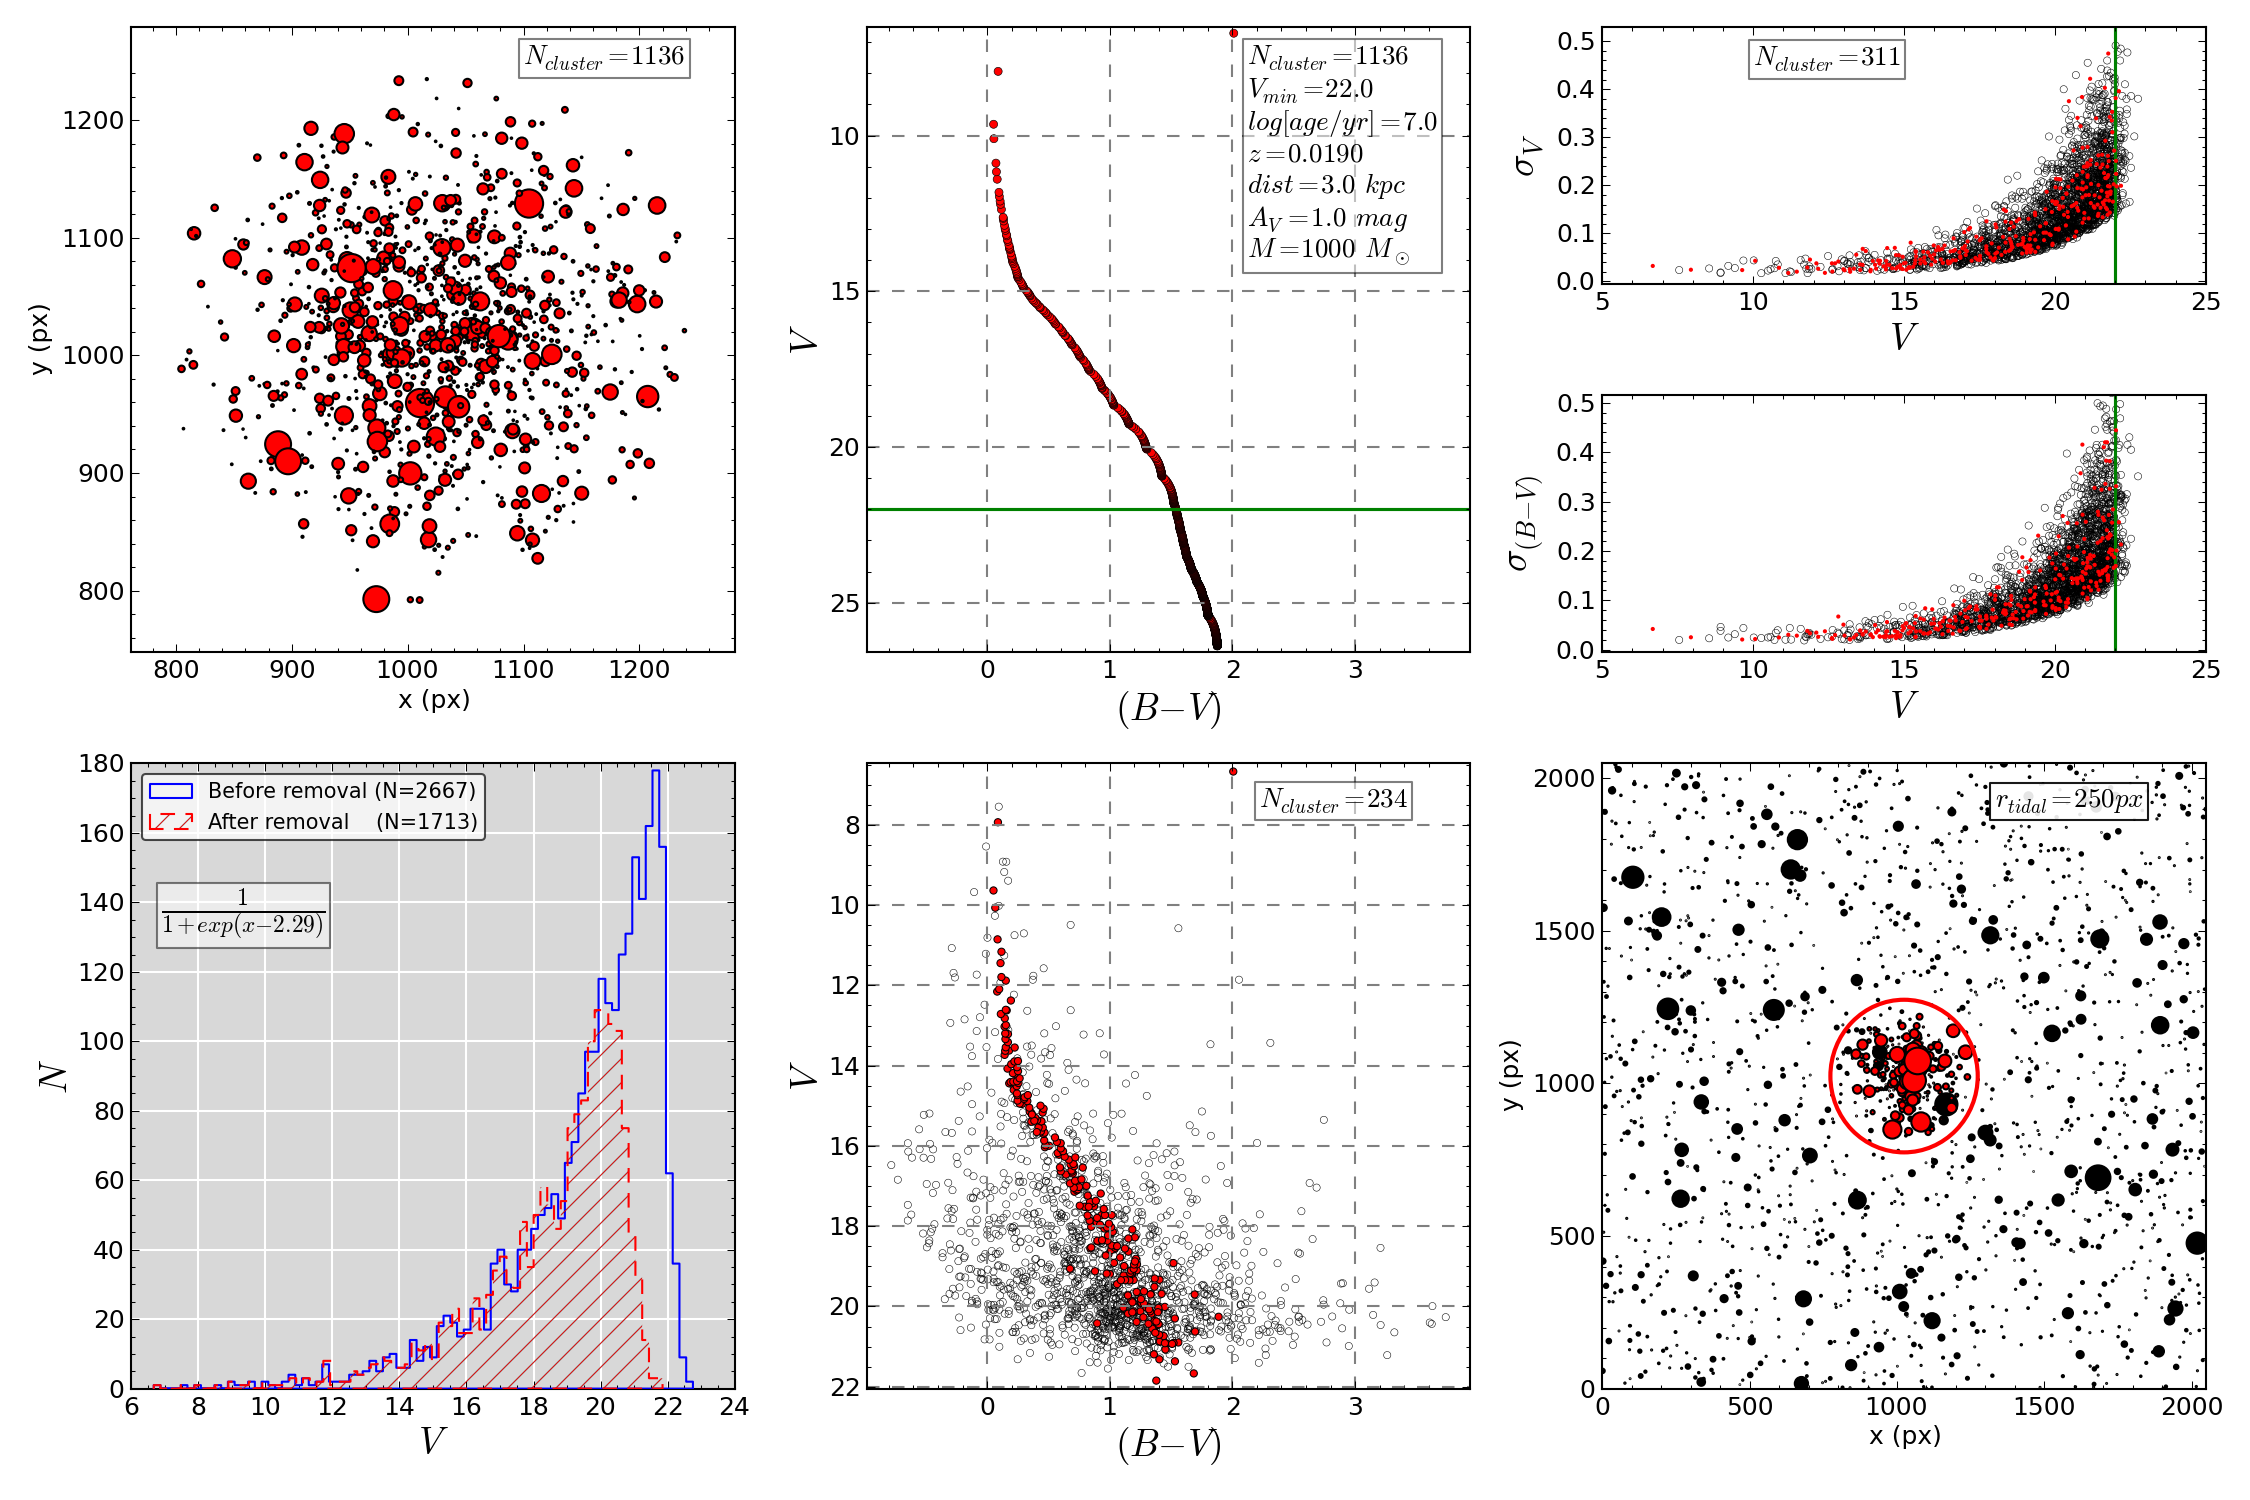 N_cluster=1136
1200
1100
1000
900
800
y (px)
800 900 1000 1100 1200
x (px)
N_cluster=1136
V_min=22.0
log[age/yr]=7.0
z=0.0190
dist=3.0 kpc
A_V=1.0 mag
M=1000 M_⊙
10
15
20
25
V
0 1 2 3
(B−V)
N_cluster=311
0.5
0.4
0.3
0.2
0.1
0.0
σ_V
5 10 15 20 25
V
0.5
0.4
0.3
0.2
0.1
0.0
σ_(B−V)
5 10 15 20 25
V
180
160
140
120
100
80
60
40
20
0
N
Before removal (N=2667)
After removal (N=1713)
1
1+exp(x−2.29)
6 8 10 12 14 16 18 20 22 24
V
N_cluster=234
8
10
12
14
16
18
20
22
V
0 1 2 3
(B−V)
r_tidal=250px
2000
1500
1000
500
0
y (px)
0 500 1000 1500 2000
x (px)